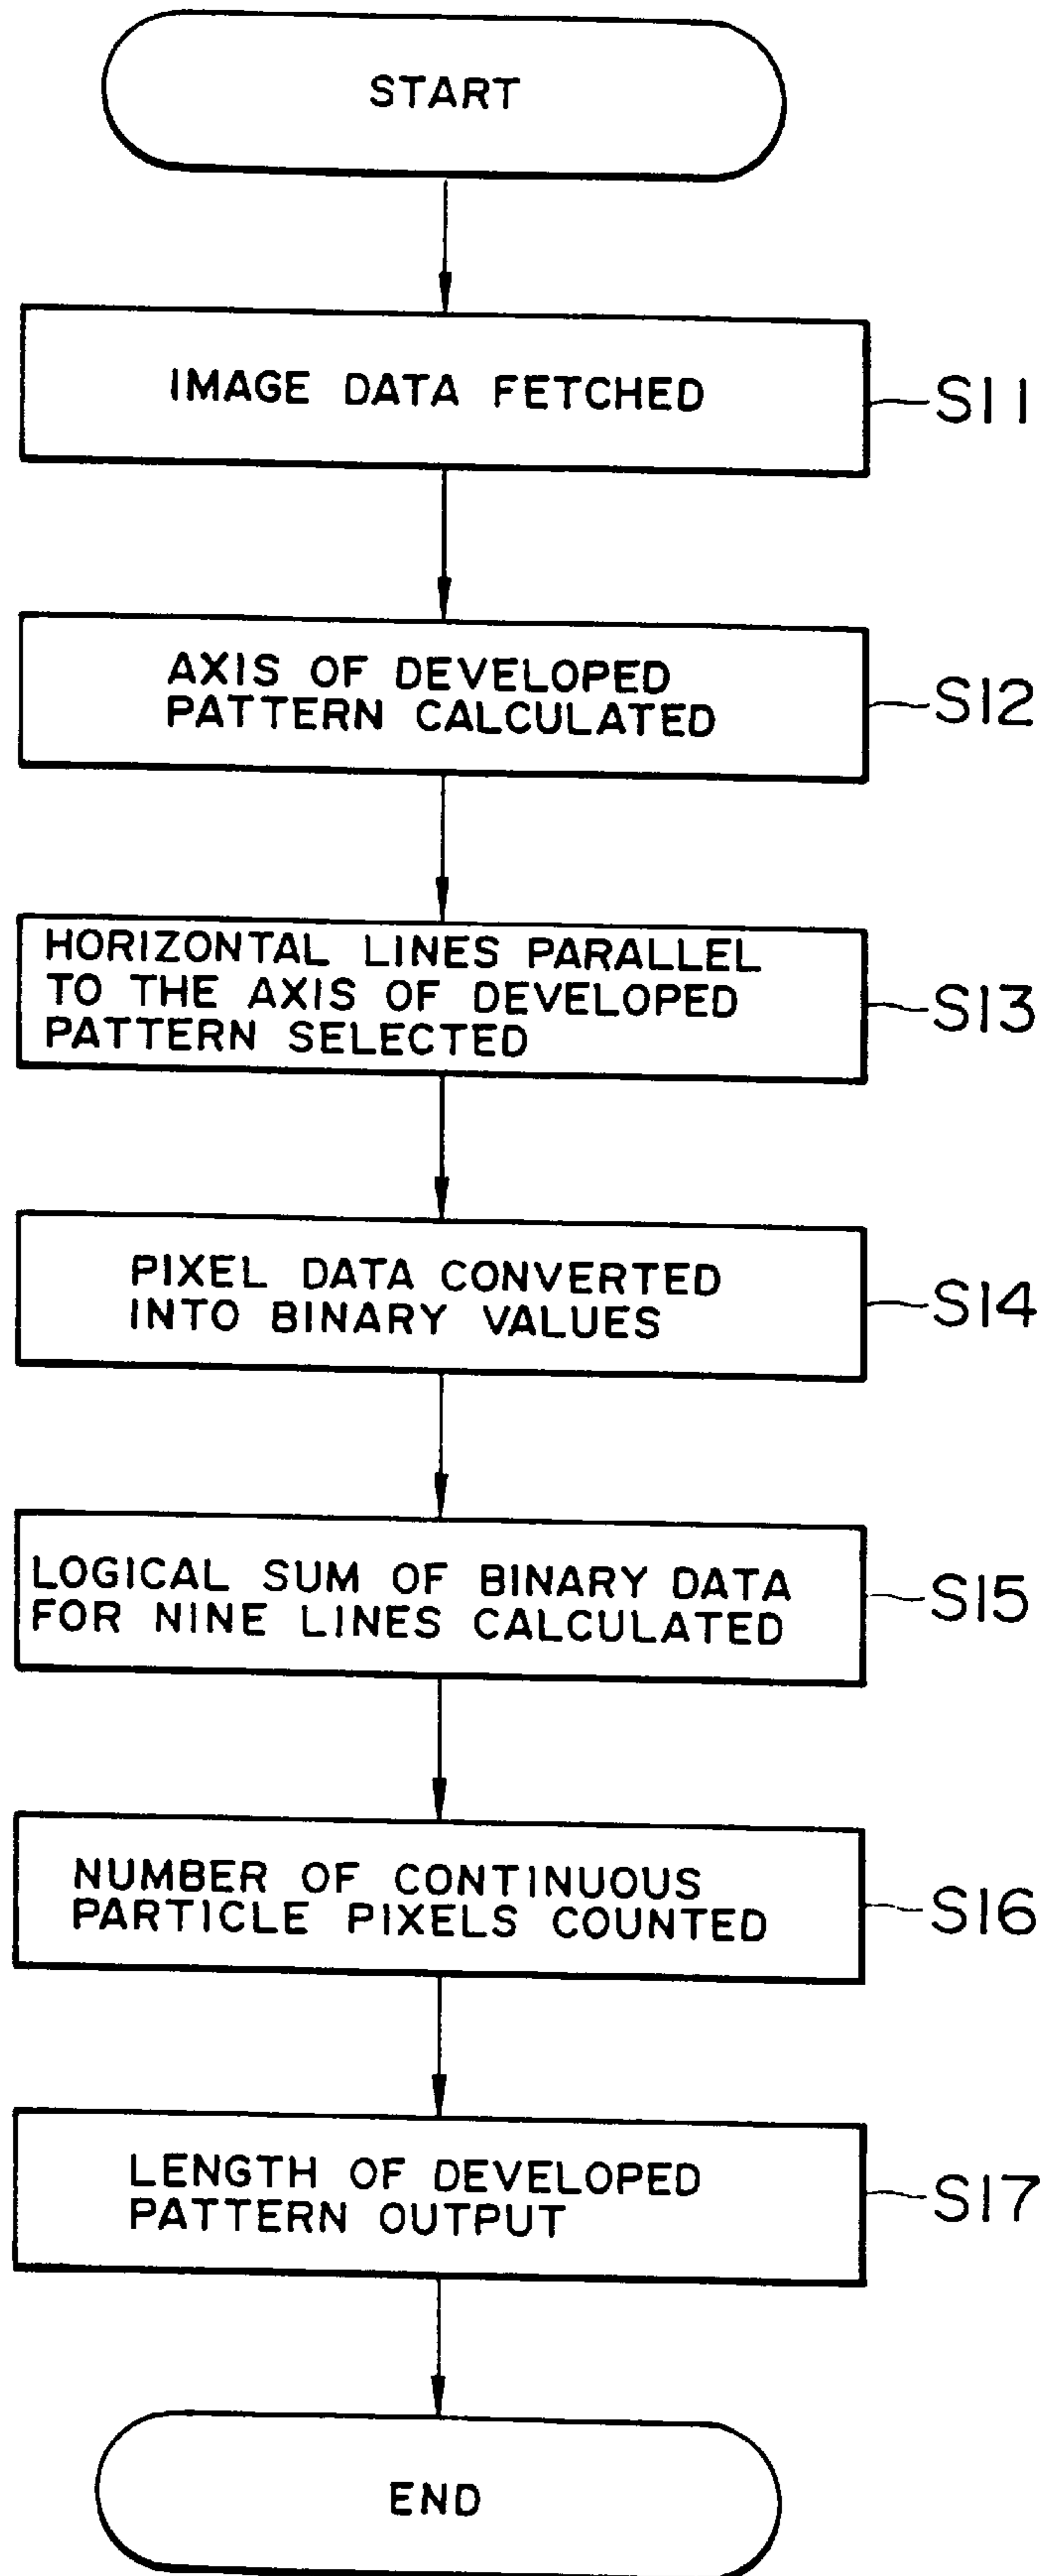 START
IMAGE DATA FETCHED
S11
AXIS OF DEVELOPED
PATTERN CALCULATED
S12
HORIZONTAL LINES PARALLEL
TO THE AXIS OF DEVELOPED
PATTERN SELECTED
S13
PIXEL DATA CONVERTED
INTO BINARY VALUES
S14
LOGICAL SUM OF BINARY DATA
FOR NINE LINES CALCULATED
S15
NUMBER OF CONTINUOUS
PARTICLE PIXELS COUNTED
S16
LENGTH OF DEVELOPED
PATTERN OUTPUT
S17
END